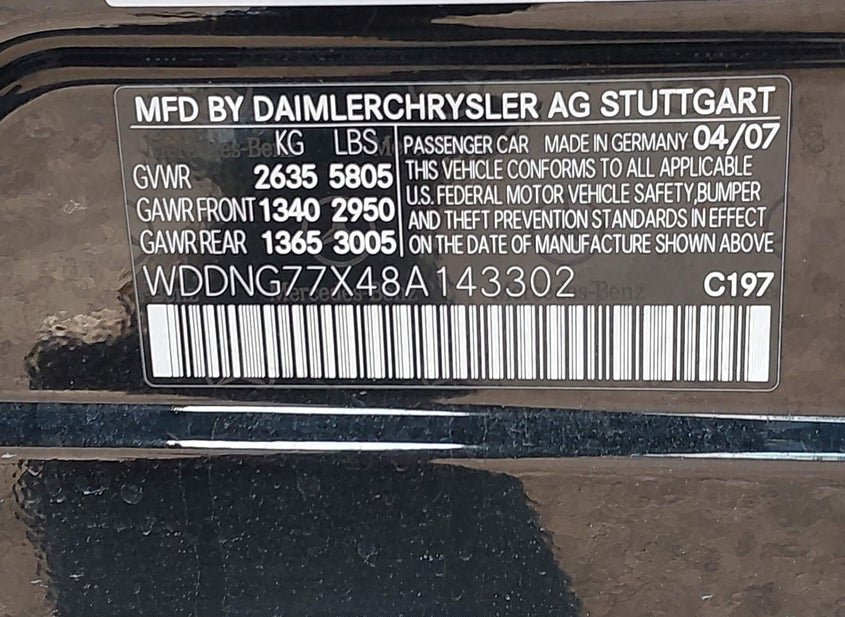 MFD BY DAIMLERCHRYSLER AG STUTTGART
KG LBS
GVWR 2635 5805
GAWR FRONT 1340 2950
GAWR REAR 1365 3005
PASSENGER CAR MADE IN GERMANY 04/07
THIS VEHICLE CONFORMS TO ALL APPLICABLE
U.S. FEDERAL MOTOR VEHICLE SAFETY,BUMPER
AND THEFT PREVENTION STANDARDS IN EFFECT
ON THE DATE OF MANUFACTURE SHOWN ABOVE
WDDNG77X48A143302 C197